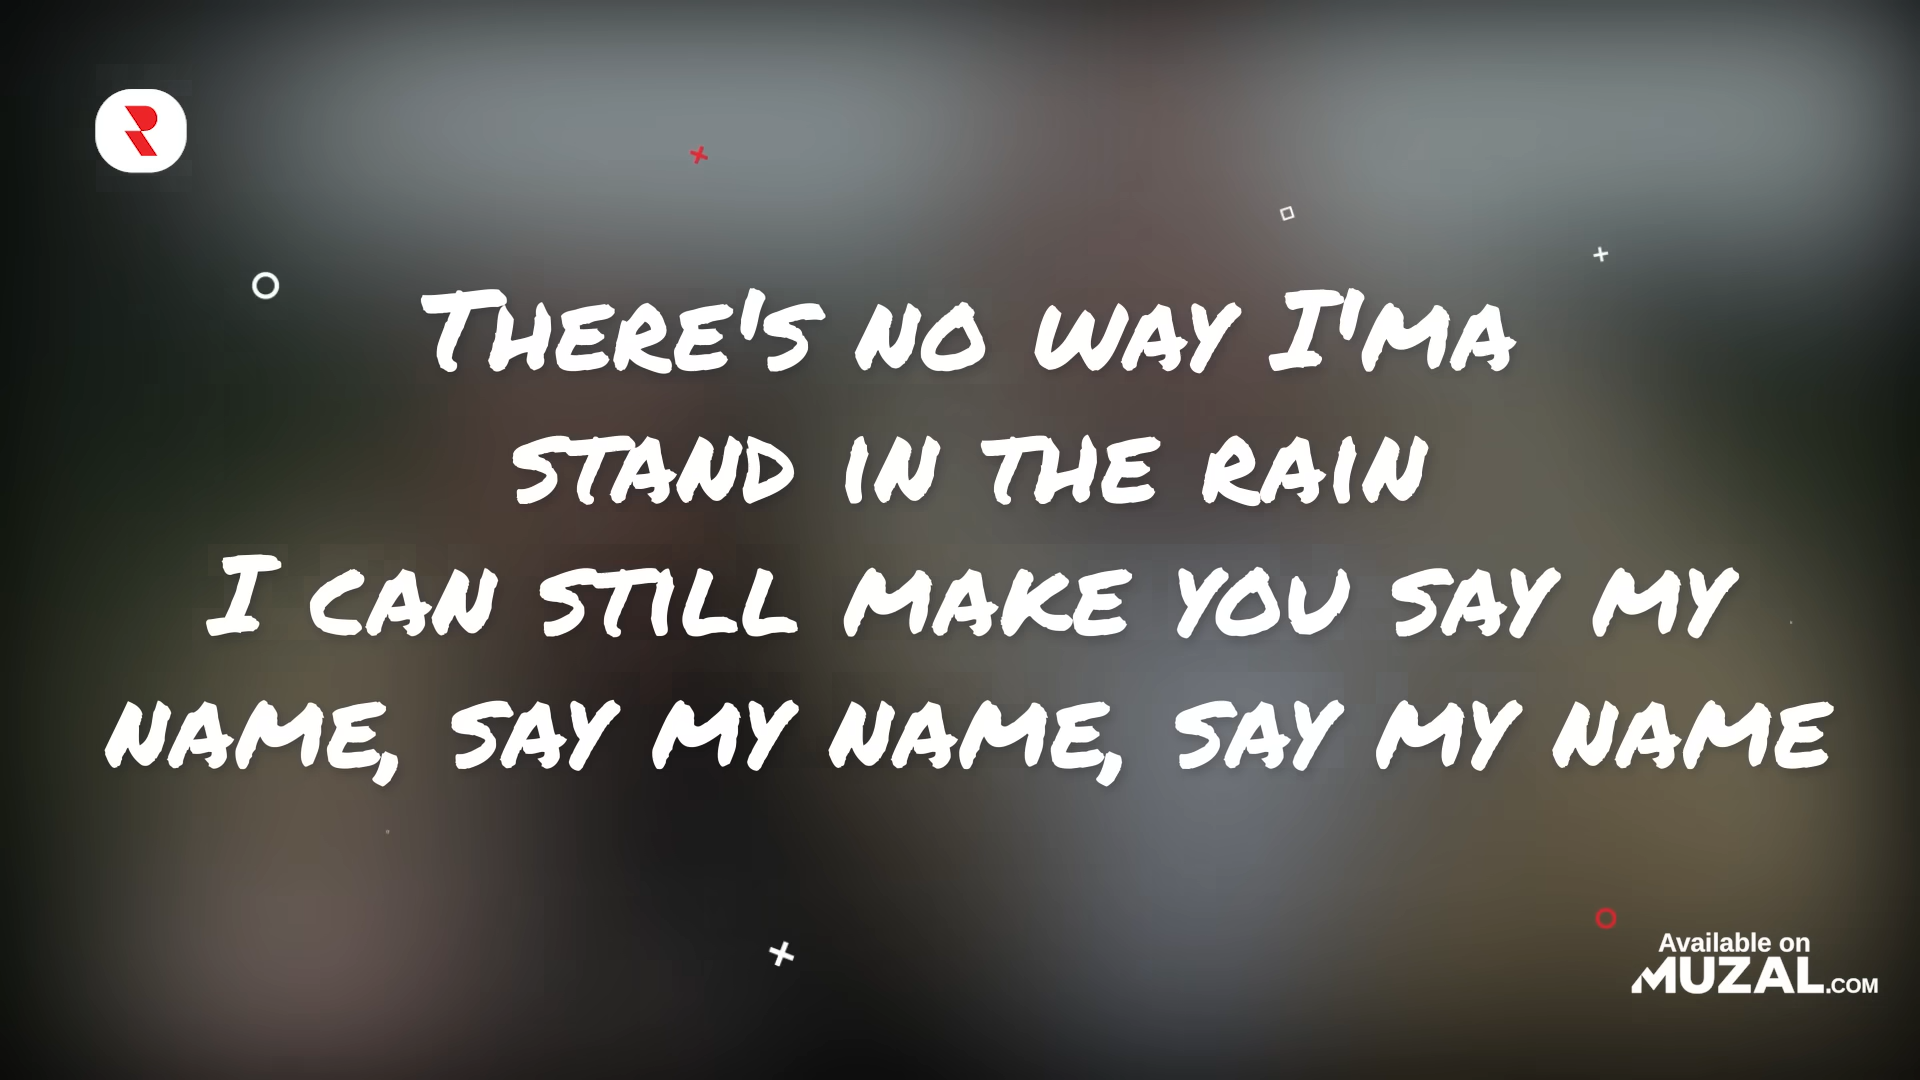 There's no way I'ma
stand in the rain
I can still make you say my
name, say my name, say my name
Available on
MUZAL.COM